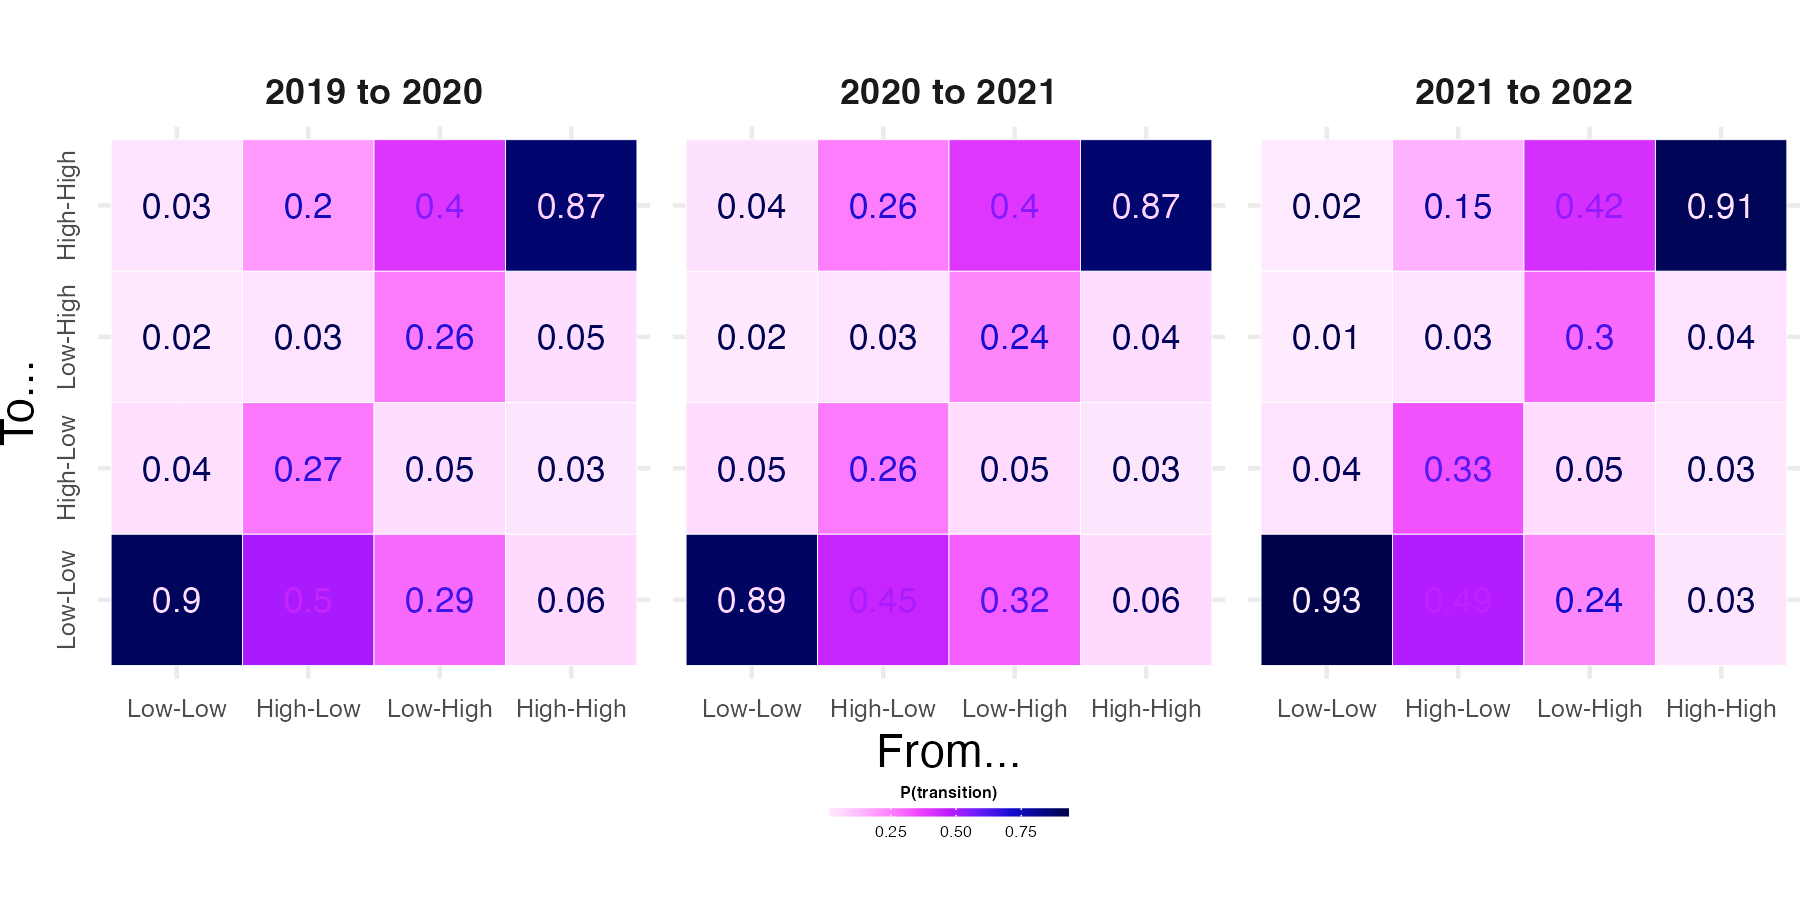 2019 to 2020 2020 to 2021 2021 to 2022
To...
High-High 0.03 0.2 0.4 0.87 0.04 0.26 0.4 0.87 0.02 0.15 0.42 0.91
Low-High 0.02 0.03 0.26 0.05 0.02 0.03 0.24 0.04 0.01 0.03 0.3 0.04
High-Low 0.04 0.27 0.05 0.03 0.05 0.26 0.05 0.03 0.04 0.33 0.05 0.03
Low-Low 0.9 0.5 0.29 0.06 0.89 0.45 0.32 0.06 0.93 0.49 0.24 0.03
Low-Low High-Low Low-High High-High Low-Low High-Low Low-High High-High Low-Low High-Low Low-High High-High
From...
P(transition)
0.25 0.50 0.75